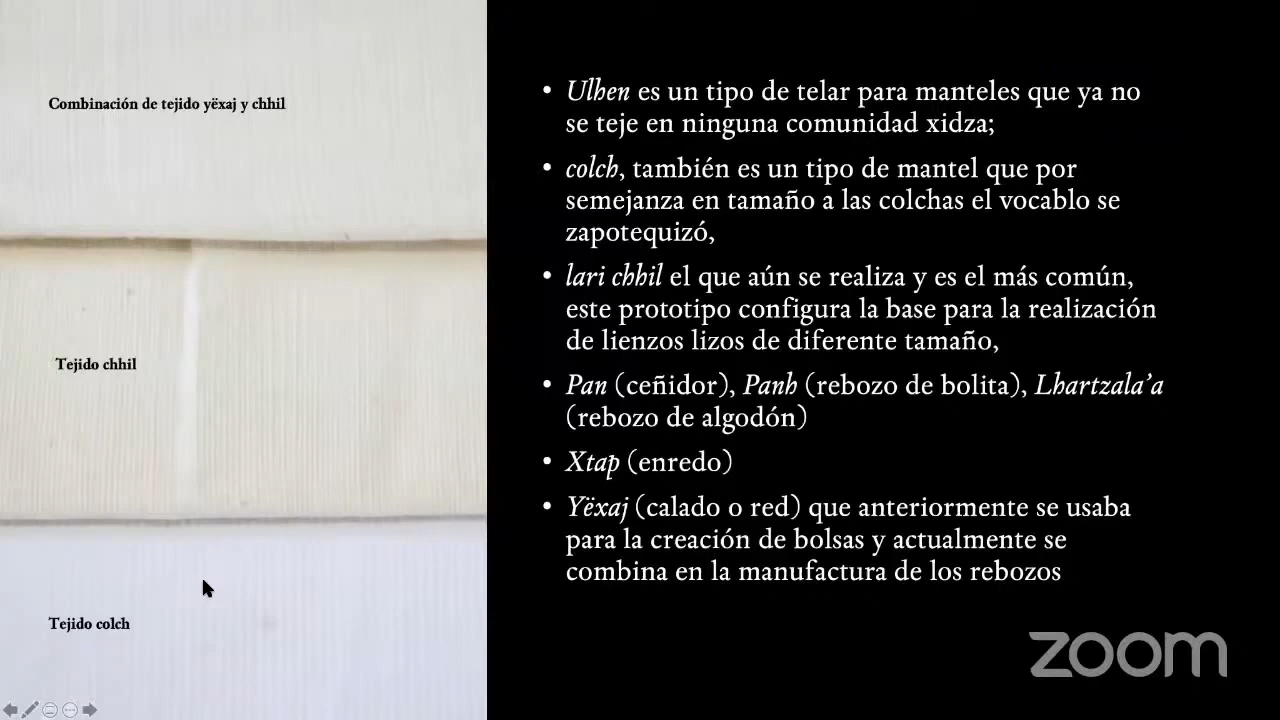 Combinación de tejido yëxaj y chhil
Tejido chhil
Tejido colch
• Ulhen es un tipo de telar para manteles que ya no
se teje en ninguna comunidad xidza;
• colch, también es un tipo de mantel que por
semejanza en tamaño a las colchas el vocablo se
zapotequizó,
• lari chhil el que aún se realiza y es el más común,
este prototipo configura la base para la realización
de lienzos lizos de diferente tamaño,
• Pan (ceñidor), Panh (rebozo de bolita), Lhartzala’a
(rebozo de algodón)
• Xtap (enredo)
• Yëxaj (calado o red) que anteriormente se usaba
para la creación de bolsas y actualmente se
combina en la manufactura de los rebozos
zoom